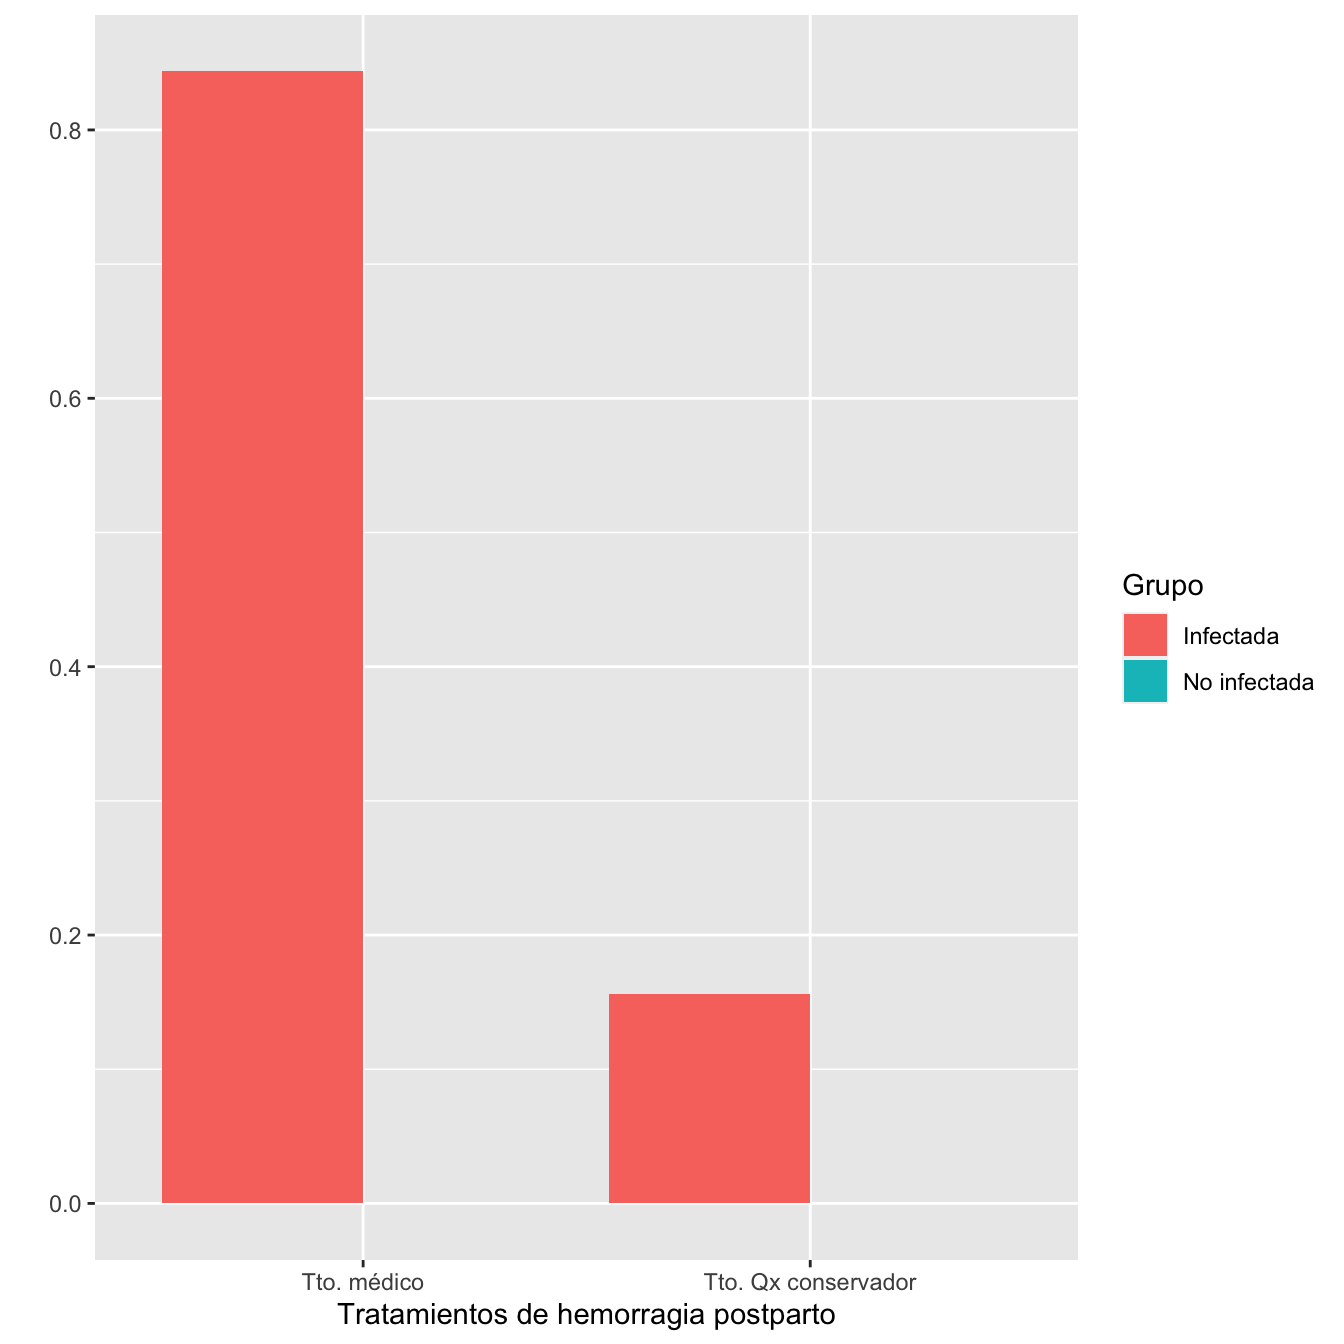 0.8
0.6
0.4
0.2
0.0
Tto. médico
Tto. Qx conservador
Tratamientos de hemorragia postparto
Grupo
Infectada
No infectada